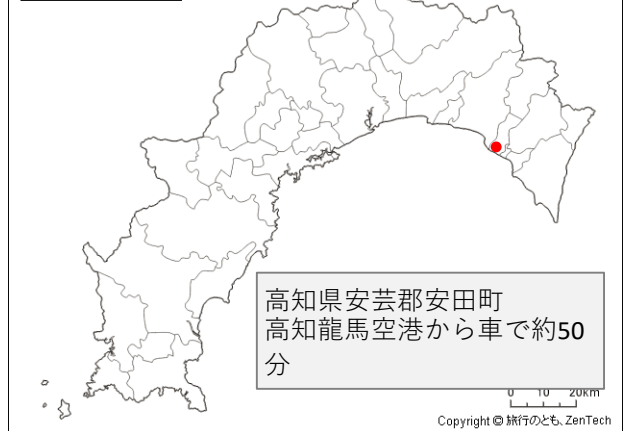 高知県安芸郡安田町
高知龍馬空港から車で約50
分
0 10 20km
Copyright © 旅行のとも、ZenTech